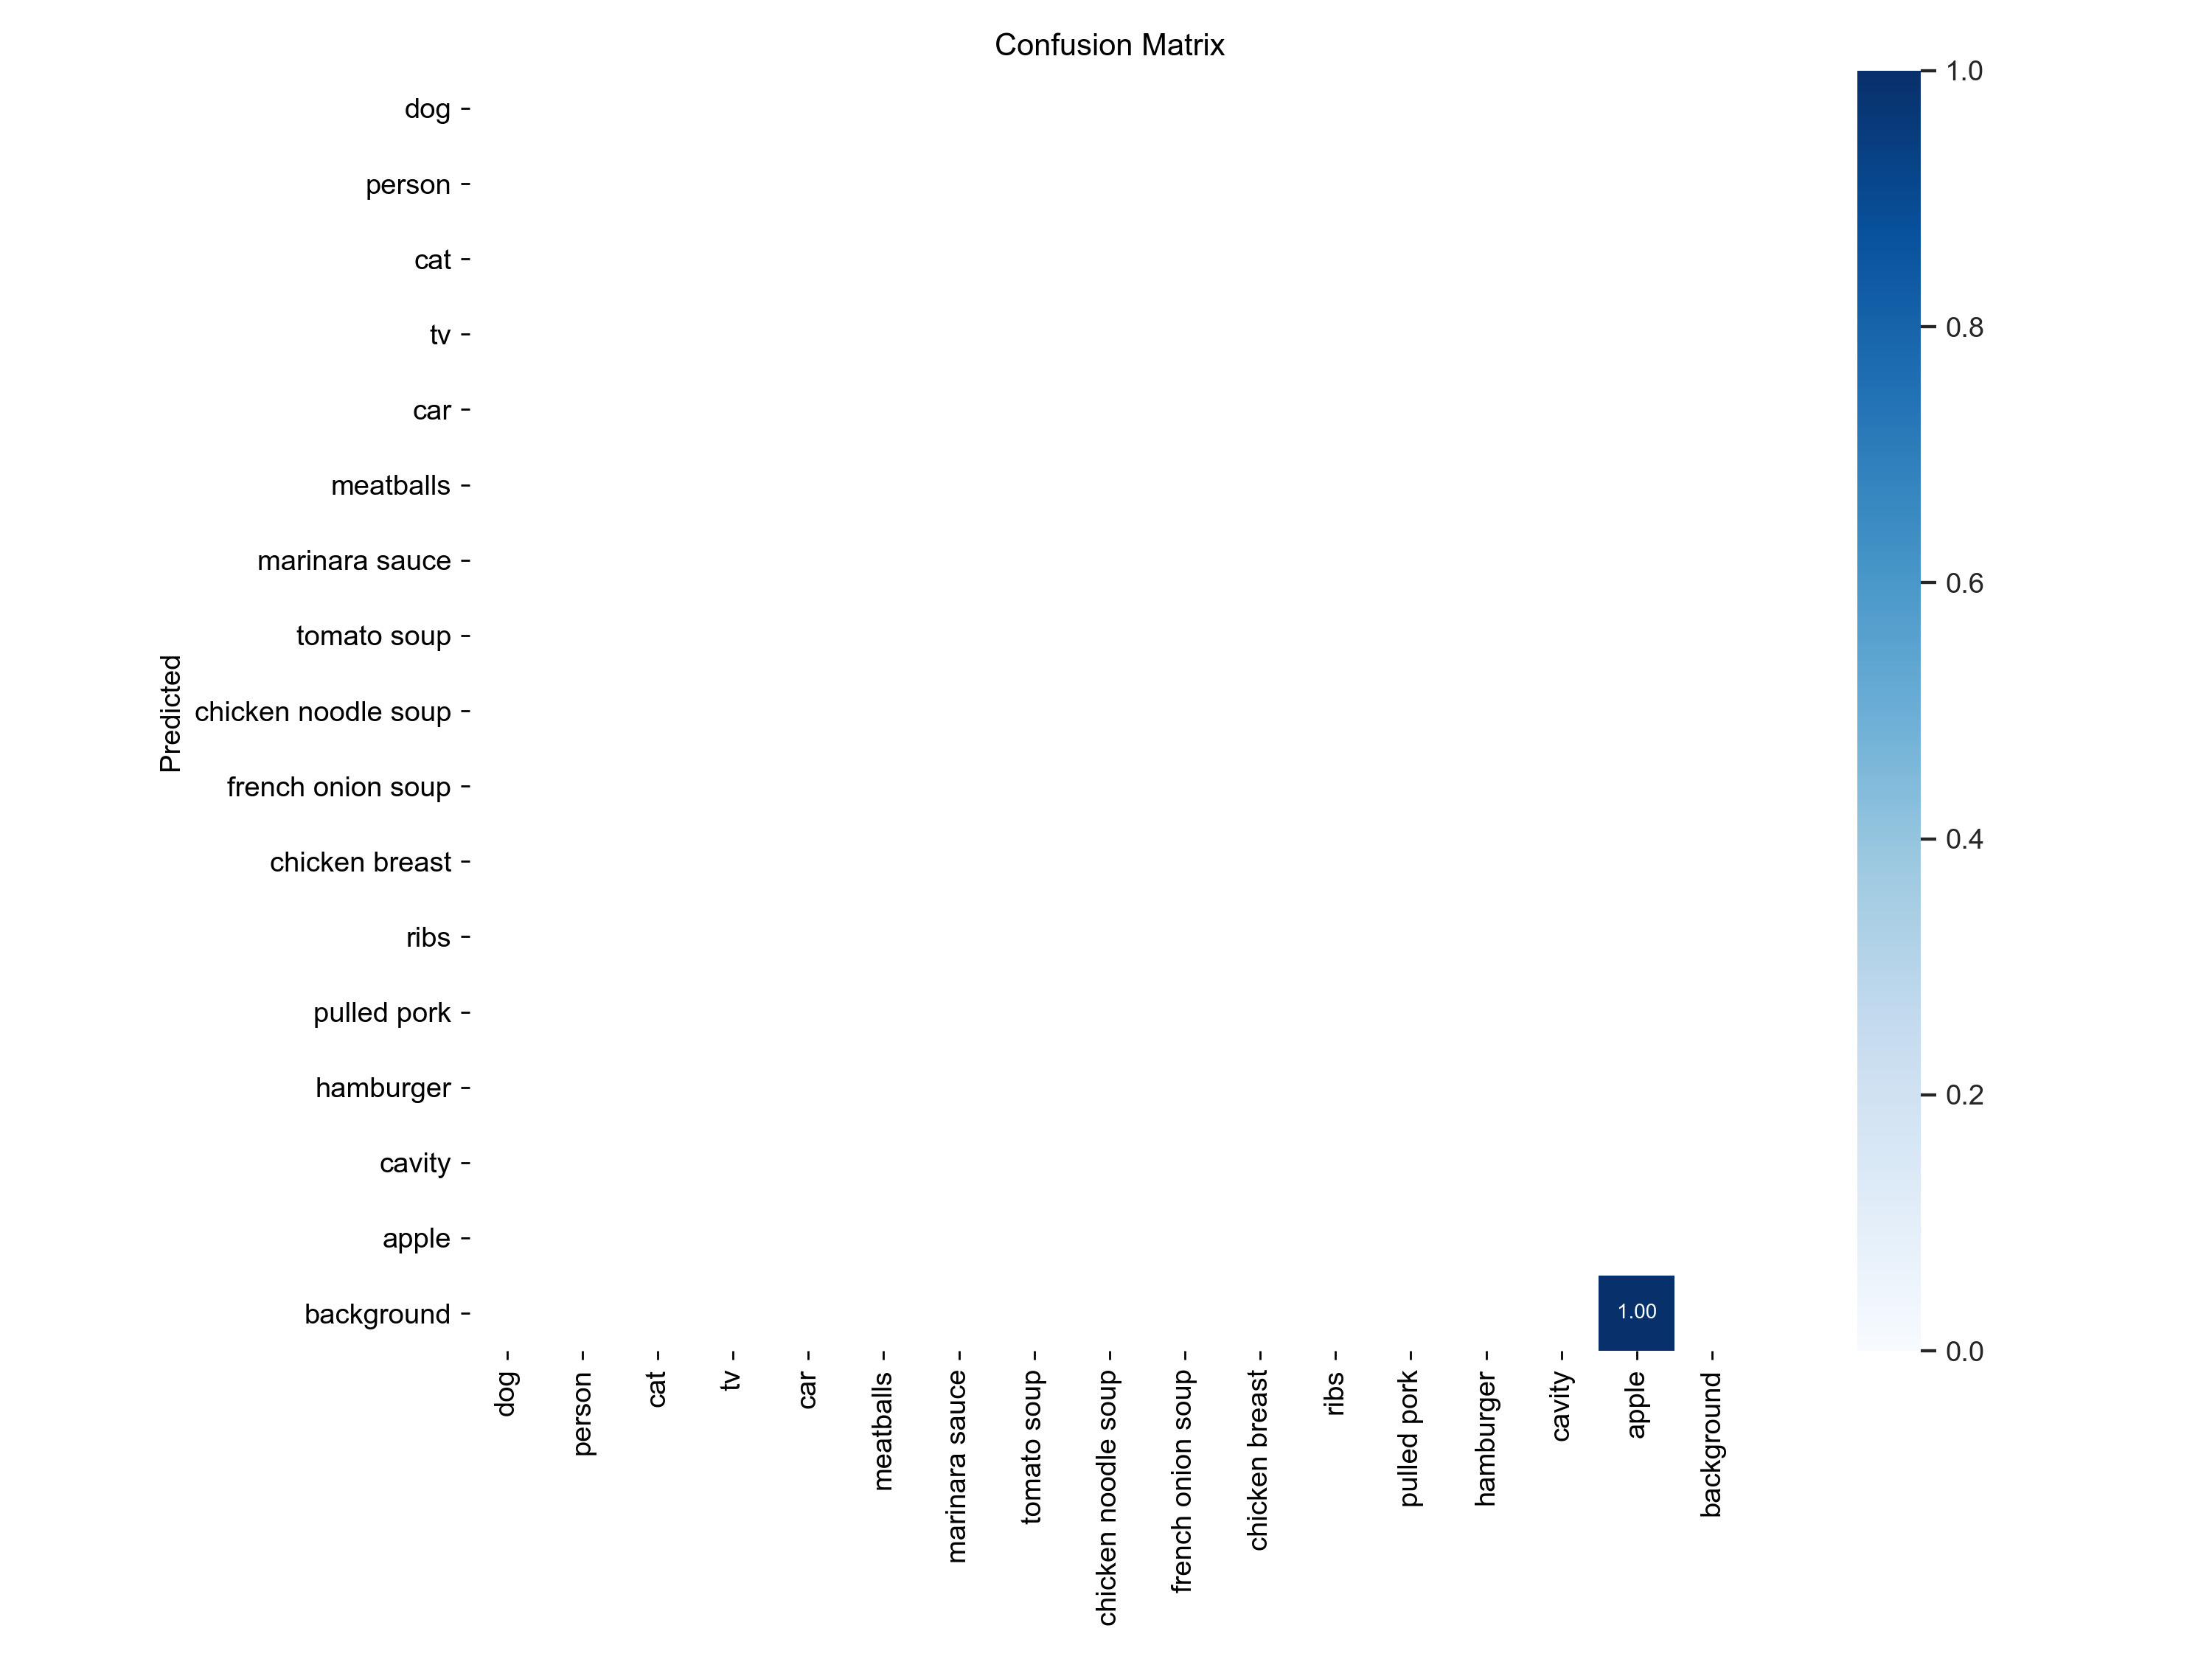 Confusion Matrix
dog
person
cat
tv
car
meatballs
marinara sauce
tomato soup
chicken noodle soup
french onion soup
chicken breast
ribs
pulled pork
hamburger
cavity
apple
background
Predicted
1.00
dog
person
cat
tv
car
meatballs
marinara sauce
tomato soup
chicken noodle soup
french onion soup
chicken breast
ribs
pulled pork
hamburger
cavity
apple
background
1.0
0.8
0.6
0.4
0.2
0.0